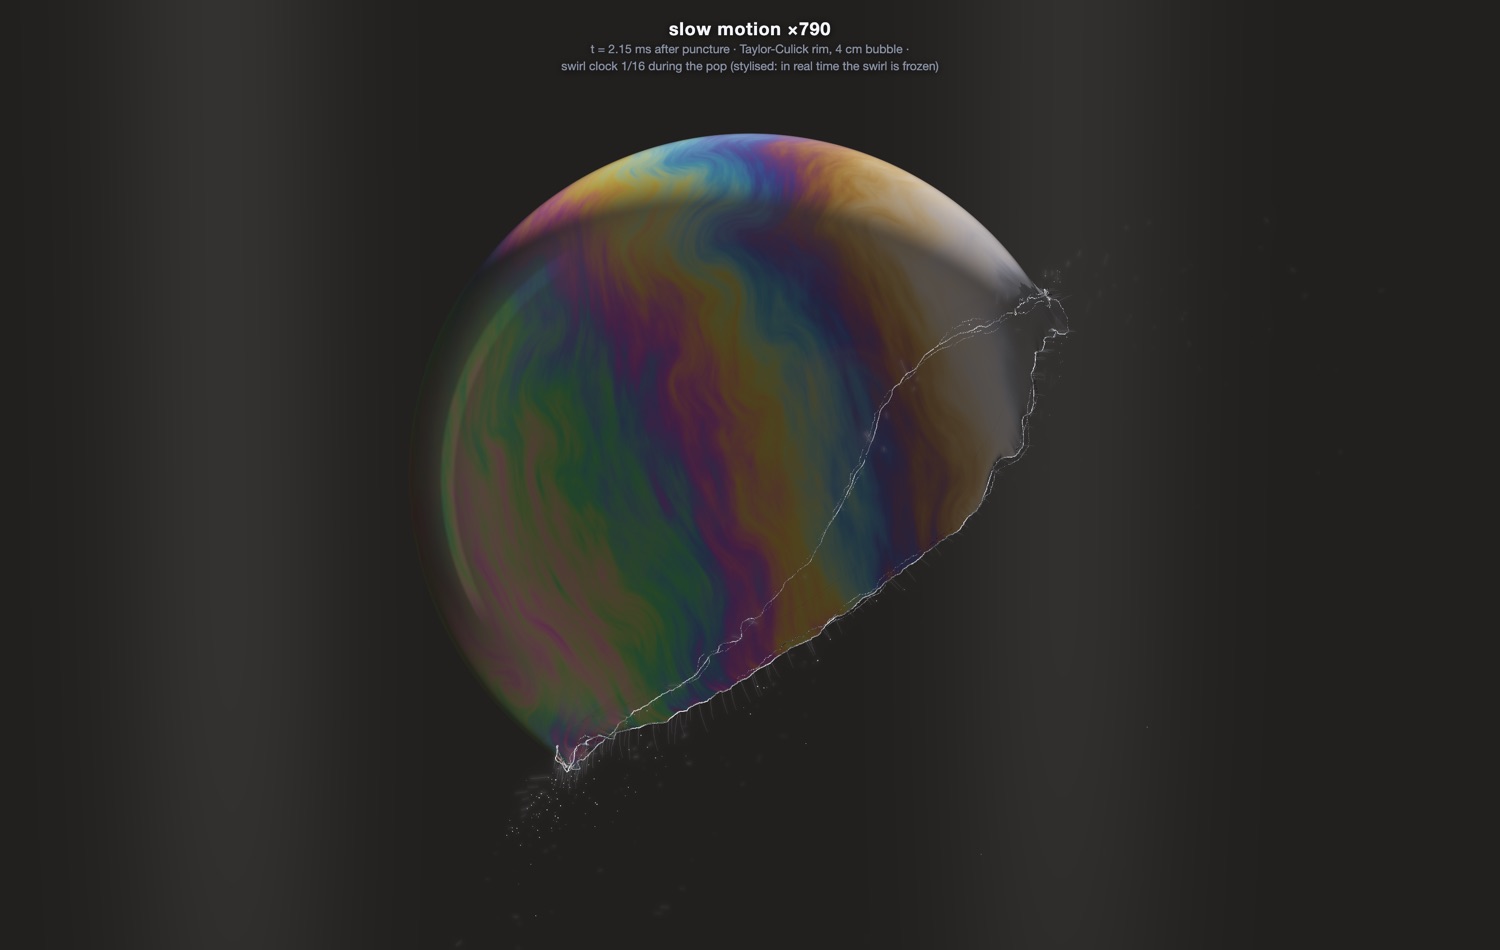 slow motion ×790
t = 2.15 ms after puncture · Taylor-Culick rim, 4 cm bubble ·
swirl clock 1/16 during the pop (stylised: in real time the swirl is frozen)